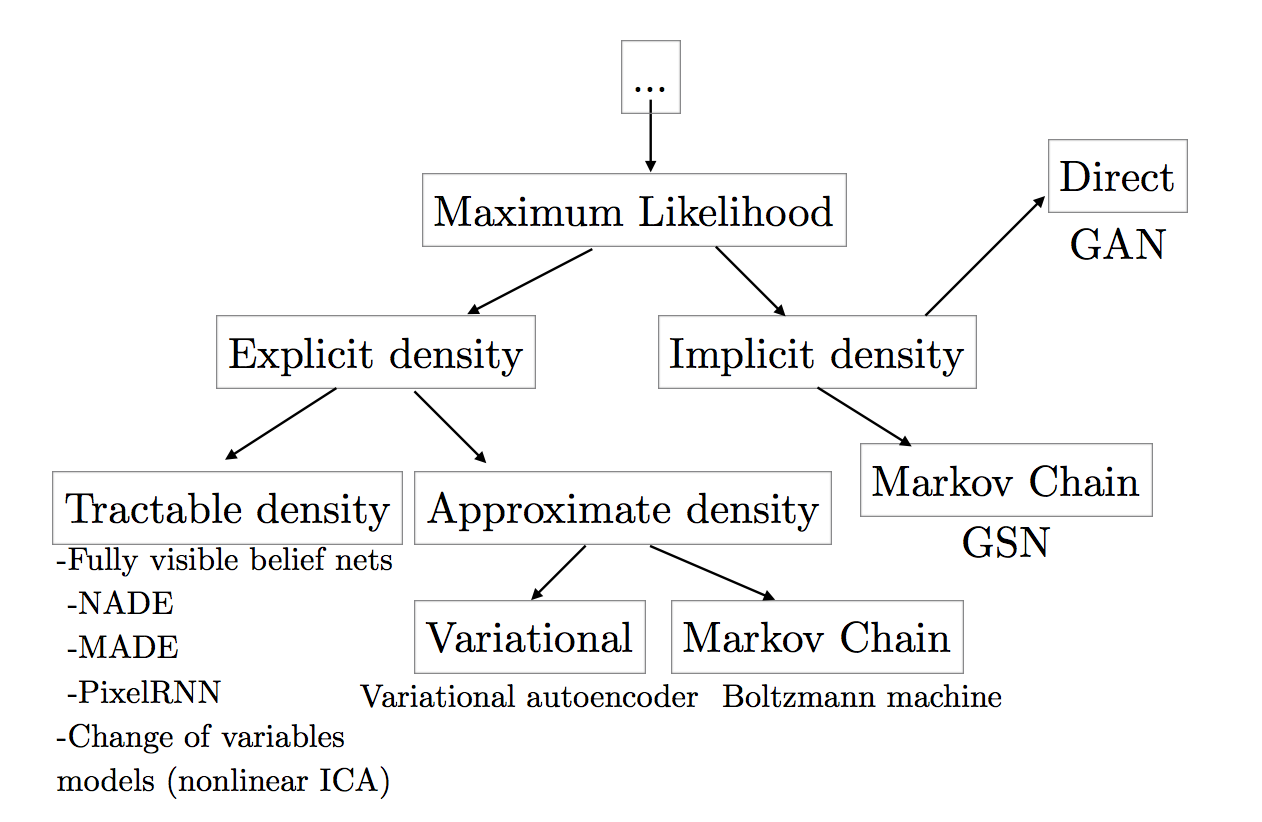 ...
Maximum Likelihood
Direct
GAN
Explicit density
Implicit density
Tractable density
-Fully visible belief nets
-NADE
-MADE
-PixelRNN
-Change of variables
models (nonlinear ICA)
Approximate density
Variational
Variational autoencoder
Markov Chain
Boltzmann machine
Markov Chain
GSN